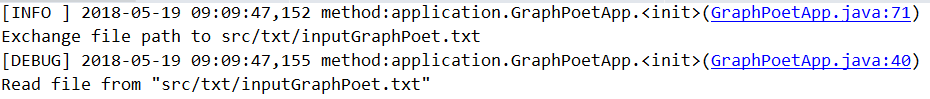 [INFO ] 2018-05-19 09:09:47,152 method:application.GraphPoetApp.<init>(GraphPoetApp.java:71)
Exchange file path to src/txt/inputGraphPoet.txt
[DEBUG] 2018-05-19 09:09:47,155 method:application.GraphPoetApp.<init>(GraphPoetApp.java:40)
Read file from "src/txt/inputGraphPoet.txt"